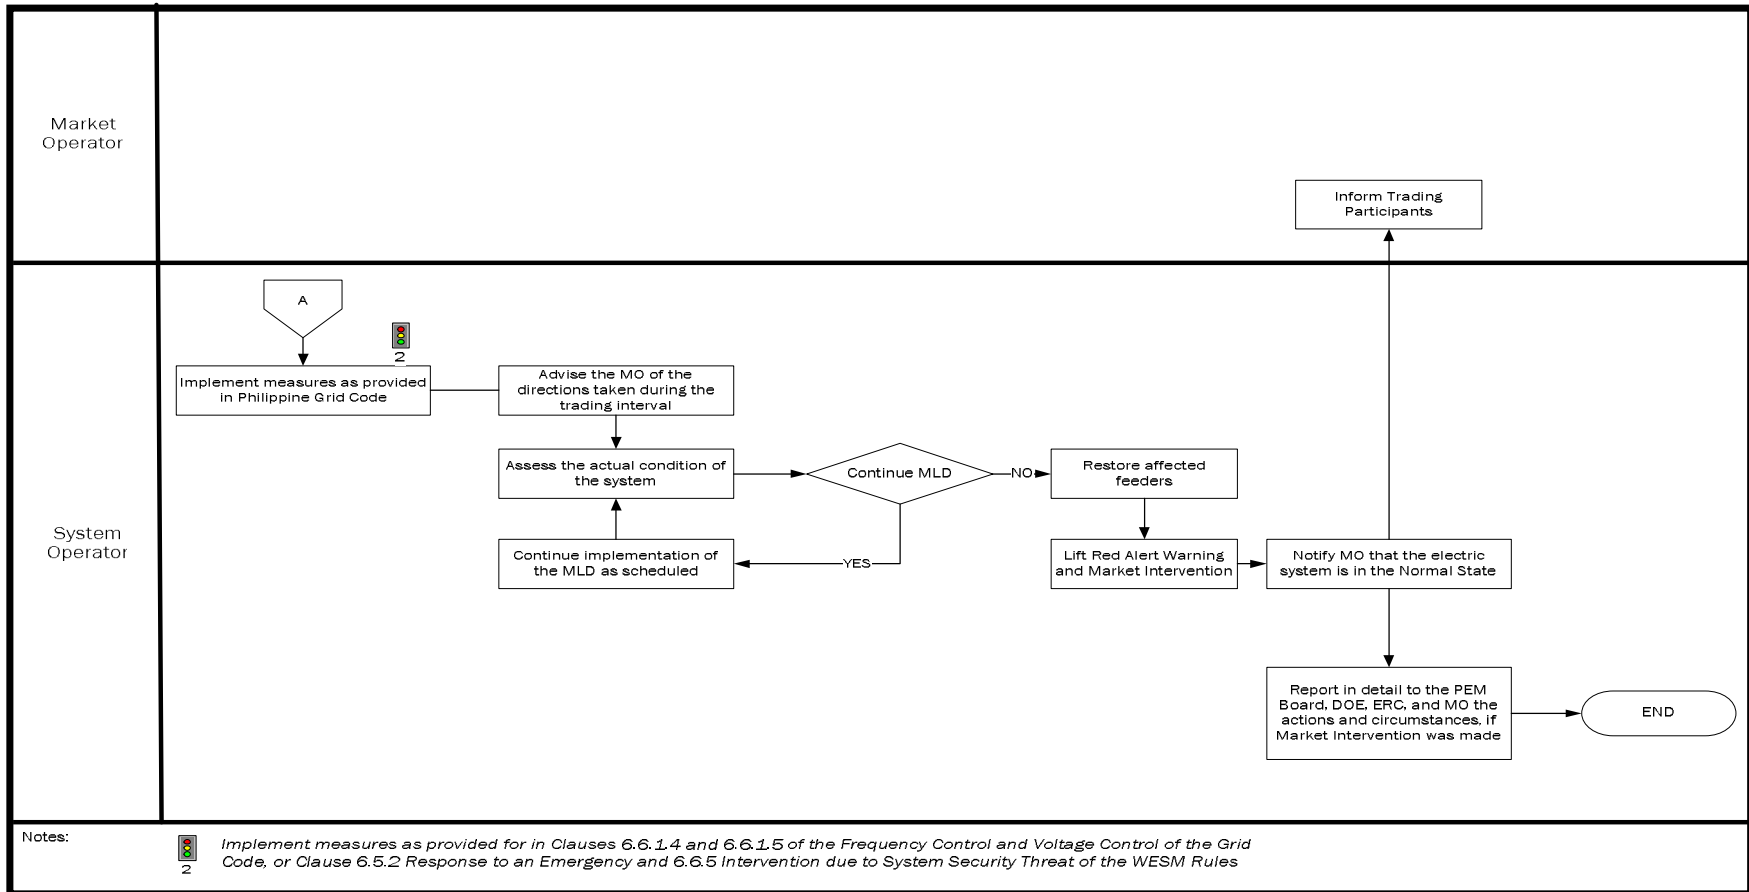 Market
Operator
Inform Trading
Participants
System
Operator
A
2
Implement measures as provided
in Philippine Grid Code
Advise the MO of the
directions taken during the
trading interval
Assess the actual condition of
the system
Continue MLD
NO
Restore affected
feeders
Continue implementation of
the MLD as scheduled
YES
Lift Red Alert Warning
and Market Intervention
Notify MO that the electric
system is in the Normal State
Report in detail to the PEM
Board, DOE, ERC, and MO the
actions and circumstances, if
Market Intervention was made
END
Notes:
2
Implement measures as provided for in Clauses 6.6.1.4 and 6.6.1.5 of the Frequency Control and Voltage Control of the Grid
Code, or Clause 6.5.2 Response to an Emergency and 6.6.5 Intervention due to System Security Threat of the WESM Rules